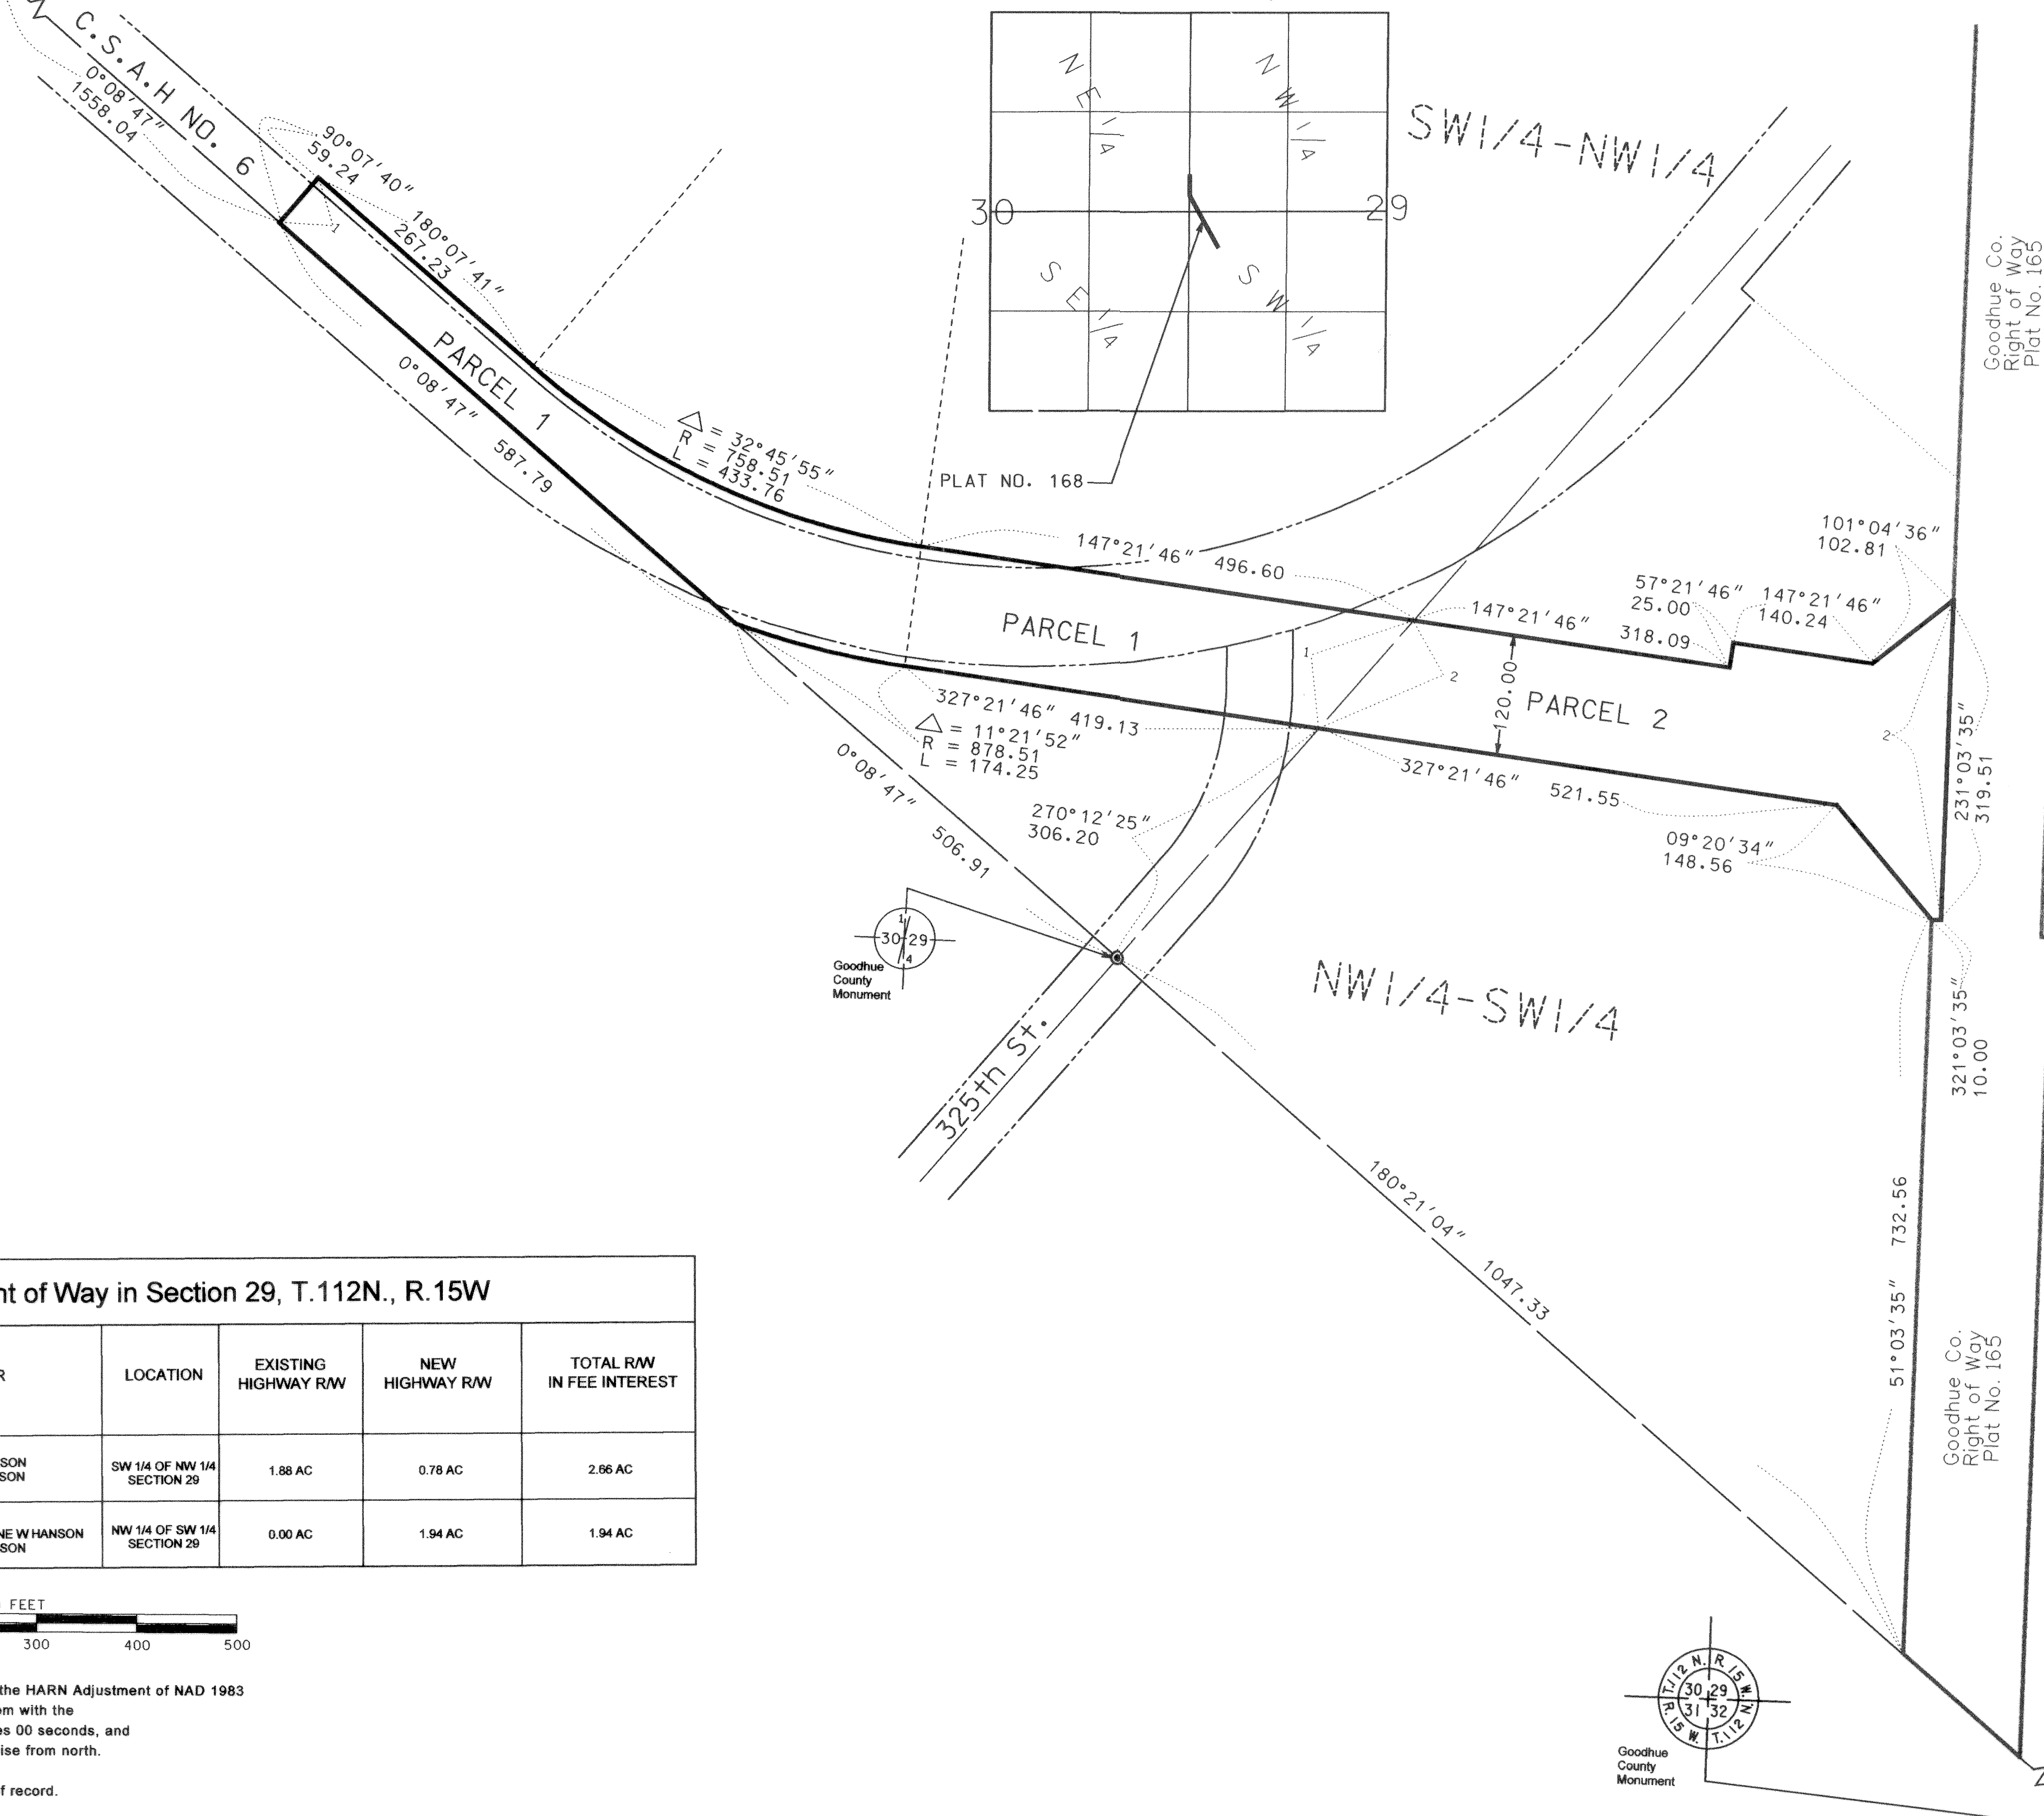 C.S.A.H NO. 6
0°08'47"
1558.04
90°07'40"
59.24
1
180°07'41"
267.23
PARCEL 1
0°08'47" 587.79
△ = 32°45'55"
R = 758.51
L = 433.76
N E 1/4
N W 1/4
30
29
S E 1/4
S W 1/4
PLAT NO. 168
SW1/4-NW1/4
Goodhue Co.
Right of Way
Plat No. 165
147°21'46" 496.60
PARCEL 1
147°21'46"
318.09
57°21'46"
25.00
147°21'46"
140.24
101°04'36"
102.81
1
2
120.00
PARCEL 2
2
231°03'35"
319.51
327°21'46" 419.13
△ = 11°21'52"
R = 878.51
L = 174.25
327°21'46" 521.55
0°08'47" 506.91
270°12'25"
306.20
09°20'34"
148.56
1
30 29
4
Goodhue
County
Monument
NW1/4-SW1/4
321°03'35"
10.00
325th St.
180°21'04" 1047.33
51°03'35" 732.56
Goodhue Co.
Right of Way
Plat No. 165
nt of Way in Section 29, T.112N., R.15W
R
LOCATION
EXISTING
HIGHWAY R/W
NEW
HIGHWAY R/W
TOTAL R/W
IN FEE INTEREST
SON
SON
SW 1/4 OF NW 1/4
SECTION 29
1.88 AC
0.78 AC
2.66 AC
NE W HANSON
SON
NW 1/4 OF SW 1/4
SECTION 29
0.00 AC
1.94 AC
1.94 AC
FEET
300 400 500
the HARN Adjustment of NAD 1983
em with the
es 00 seconds, and
ise from north.
f record.
T.112 N. R.15 W.
30 29
31 32
R.15 W. T.112 N.
Goodhue
County
Monument